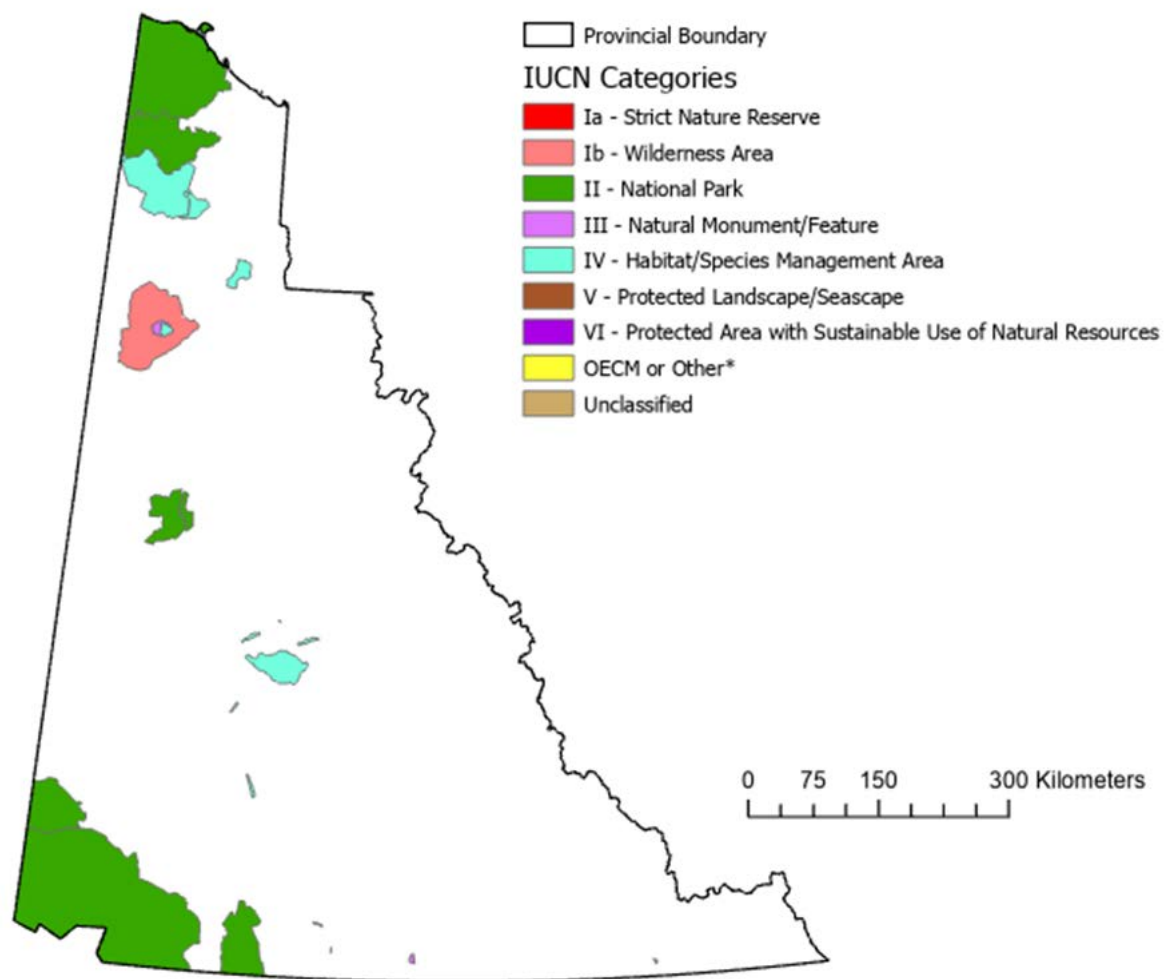 Provincial Boundary
IUCN Categories
Ia - Strict Nature Reserve
Ib - Wilderness Area
II - National Park
III - Natural Monument/Feature
IV - Habitat/Species Management Area
V - Protected Landscape/Seascape
VI - Protected Area with Sustainable Use of Natural Resources
OECM or Other*
Unclassified
0 75 150 300 Kilometers